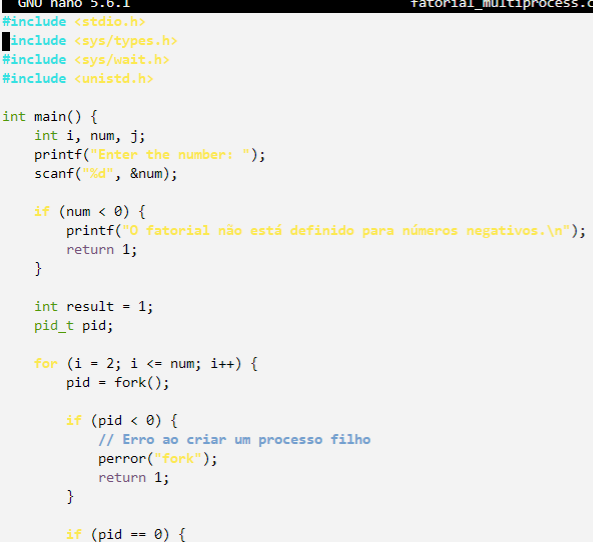 GNU nano 5.6.1 fatorial_multiprocess.c
#include <stdio.h>
#include <sys/types.h>
#include <sys/wait.h>
#include <unistd.h>
int main() {
    int i, num, j;
    printf("Enter the number: ");
    scanf("%d", &num);
    if (num < 0) {
        printf("O fatorial não está definido para números negativos.\n");
        return 1;
    }
    int result = 1;
    pid_t pid;
    for (i = 2; i <= num; i++) {
        pid = fork();
        if (pid < 0) {
            // Erro ao criar um processo filho
            perror("fork");
            return 1;
        }
        if (pid == 0) {